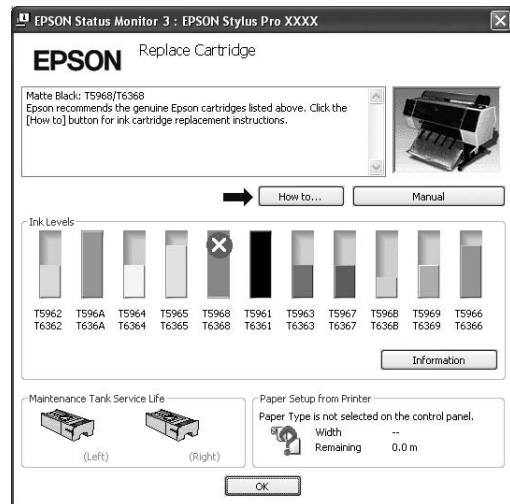 EPSON Status Monitor 3 : EPSON Stylus Pro XXXX
EPSON Replace Cartridge
Matte Black: T5968/T6368
Epson recommends the genuine Epson cartridges listed above. Click the
[How to] button for ink cartridge replacement instructions.
How to... Manual
Ink Levels
T5962 T596A T5964 T5965 T5968 T5961 T5963 T5967 T596B T5969 T5966
T6362 T636A T6364 T6365 T6368 T6361 T6363 T6367 T636B T6369 T6366
Information
Maintenance Tank Service Life Paper Setup from Printer
Paper Type is not selected on the control panel.
Width --
Remaining 0.0 m
(Left) (Right)
OK